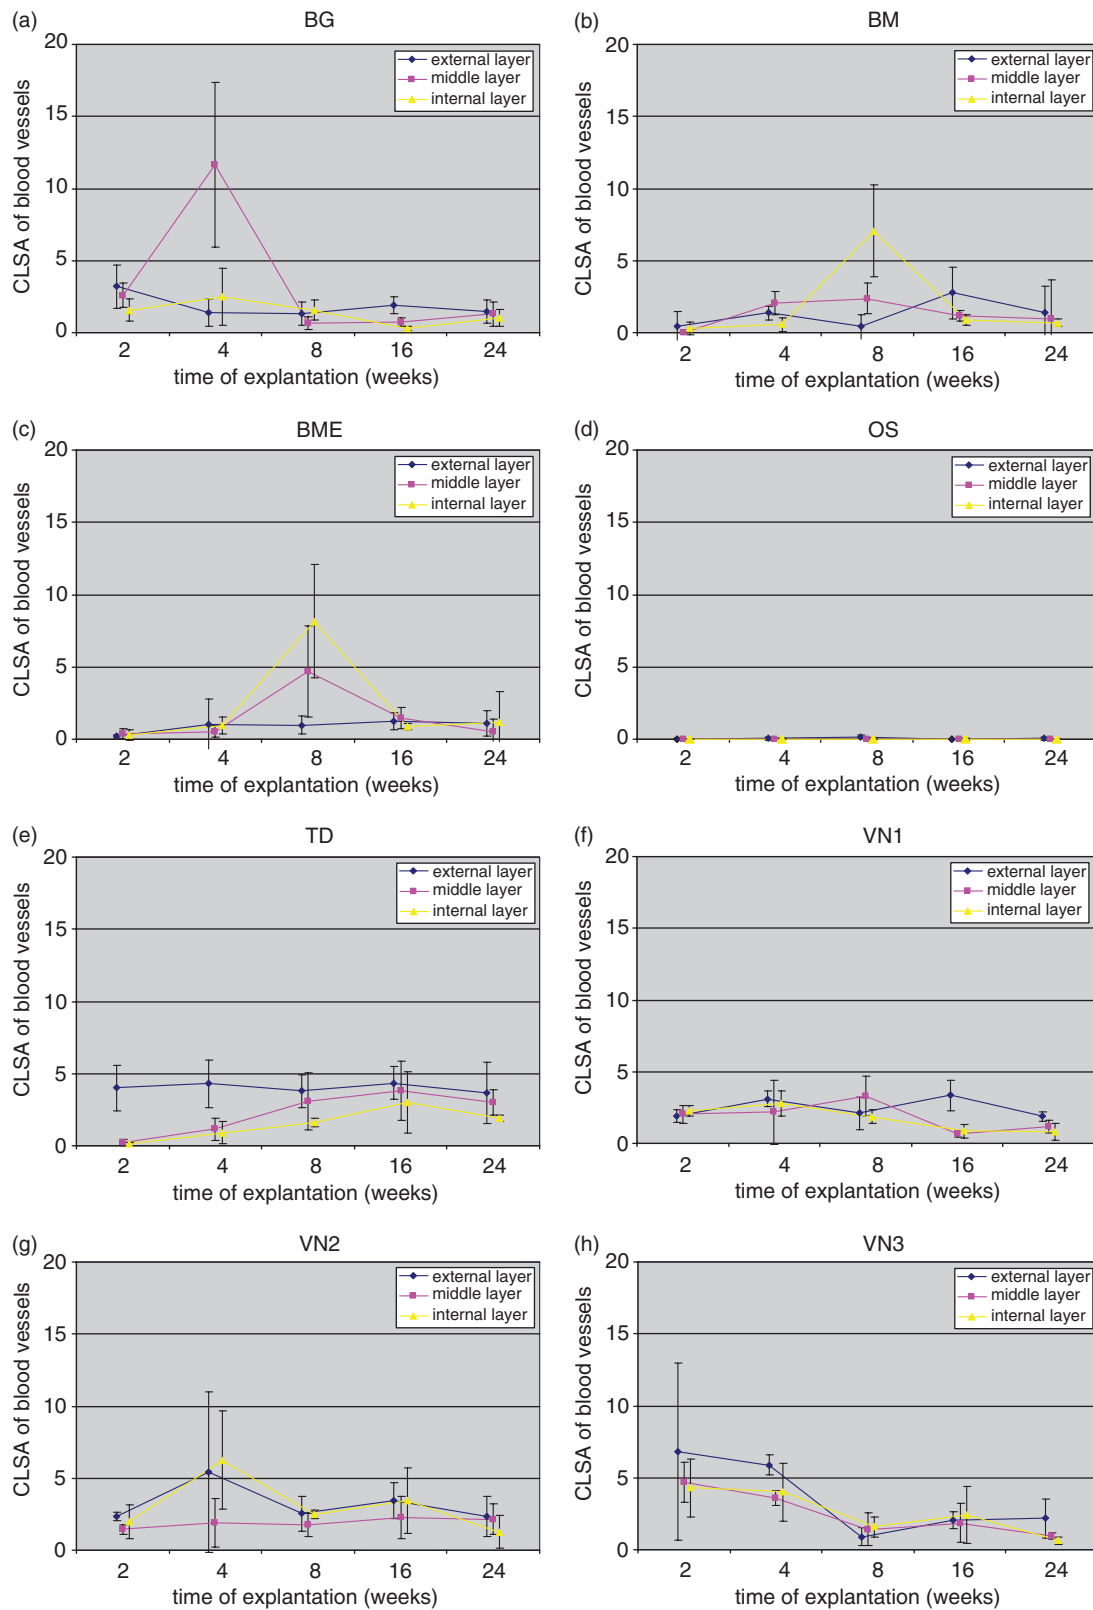 (a)
BG
20
15
10
5
0
CLSA of blood vessels
external layer
middle layer
internal layer
2 4 8 16 24
time of explantation (weeks)
(b)
BM
20
15
10
5
0
CLSA of blood vessels
external layer
middle layer
internal layer
2 4 8 16 24
time of explantation (weeks)
(c)
BME
20
15
10
5
0
CLSA of blood vessels
external layer
middle layer
internal layer
2 4 8 16 24
time of explantation (weeks)
(d)
OS
20
15
10
5
0
CLSA of blood vessels
external layer
middle layer
internal layer
2 4 8 16 24
time of explantation (weeks)
(e)
TD
20
15
10
5
0
CLSA of blood vessels
external layer
middle layer
internal layer
2 4 8 16 24
time of explantation (weeks)
(f)
VN1
20
15
10
5
0
CLSA of blood vessels
external layer
middle layer
internal layer
2 4 8 16 24
time of explantation (weeks)
(g)
VN2
20
15
10
5
0
CLSA of blood vessels
external layer
middle layer
internal layer
2 4 8 16 24
time of explantation (weeks)
(h)
VN3
20
15
10
5
0
CLSA of blood vessels
external layer
middle layer
internal layer
2 4 8 16 24
time of explantation (weeks)